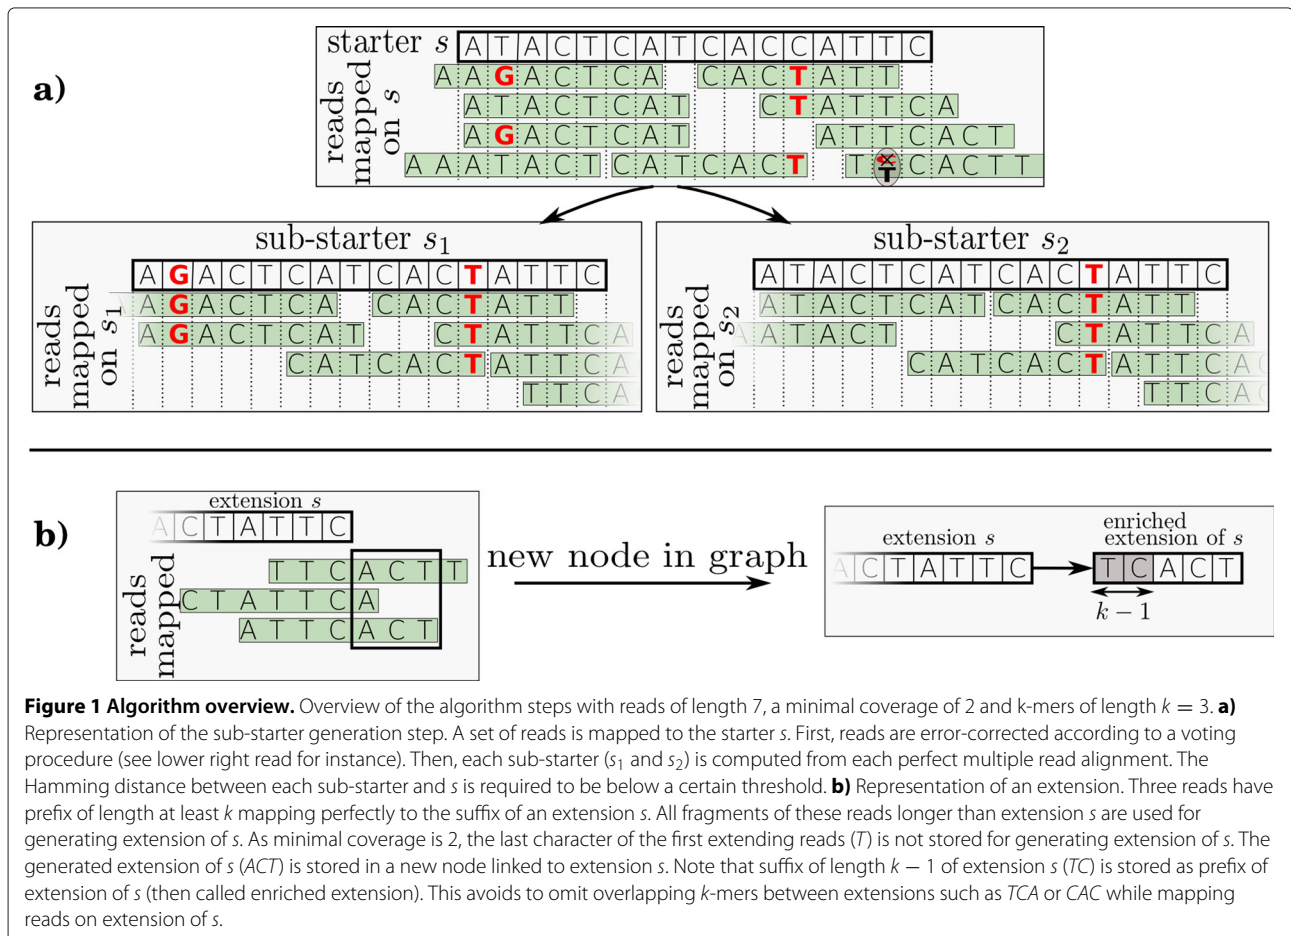 a)
starter s
A T A C T C A T C A C C A T T C
reads
mapped
on s
A A G A C T C A C A C T A T T
A T A C T C A T C T A T T C A
A G A C T C A T A T T C A C T
A A A T A C T C A T C A C T T T C A C T T
sub-starter s1
A G A C T C A T C A C T A T T C
reads
mapped
on s1
A G A C T C A C A C T A T T
A G A C T C A T C T A T T C A
C A T C A C T A T T C A
T T C A
sub-starter s2
A T A C T C A T C A C T A T T C
reads
mapped
on s2
A T A C T C A T C A C T A T T
A T A C T C T A T T C A
C A T C A C T A T T C A C
T T C A C
b)
extension s
A C T A T T C
reads
mapped
T T C A C T T
C T A T T C A
A T T C A C T
new node in graph
extension s
A C T A T T C
enriched
extension of s
T C A C T
k − 1
Figure 1 Algorithm overview. Overview of the algorithm steps with reads of length 7, a minimal coverage of 2 and k-mers of length k = 3. a)
Representation of the sub-starter generation step. A set of reads is mapped to the starter s. First, reads are error-corrected according to a voting
procedure (see lower right read for instance). Then, each sub-starter (s1 and s2) is computed from each perfect multiple read alignment. The
Hamming distance between each sub-starter and s is required to be below a certain threshold. b) Representation of an extension. Three reads have
prefix of length at least k mapping perfectly to the suffix of an extension s. All fragments of these reads longer than extension s are used for
generating extension of s. As minimal coverage is 2, the last character of the first extending reads (T) is not stored for generating extension of s. The
generated extension of s (ACT) is stored in a new node linked to extension s. Note that suffix of length k − 1 of extension s (TC) is stored as prefix of
extension of s (then called enriched extension). This avoids to omit overlapping k-mers between extensions such as TCA or CAC while mapping
reads on extension of s.